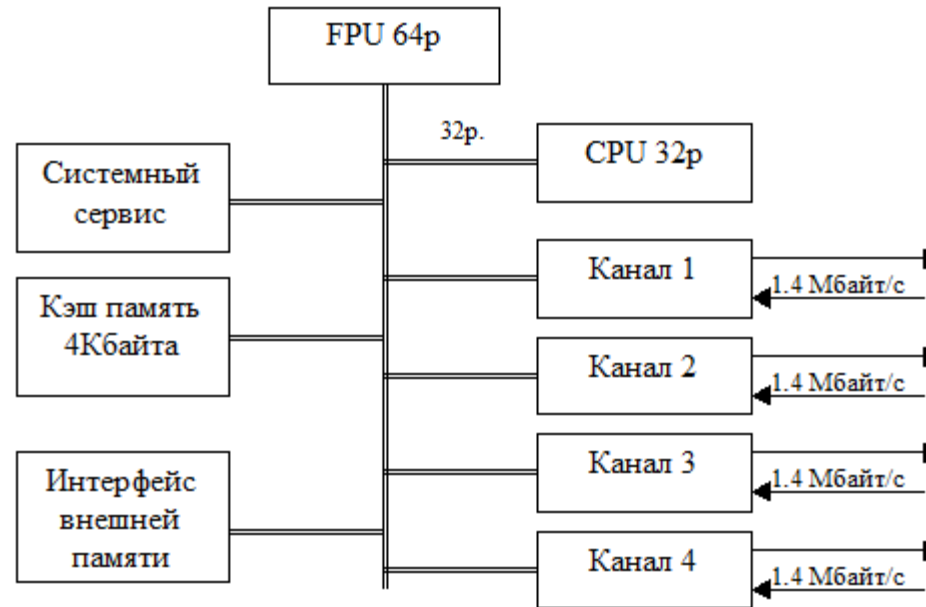 FPU 64р
32р.
CPU 32р
Системный
сервис
Канал 1
1.4 Мбайт/с
Кэш память
4Кбайта
Канал 2
1.4 Мбайт/с
Канал 3
1.4 Мбайт/с
Интерфейс
внешней
памяти
Канал 4
1.4 Мбайт/с